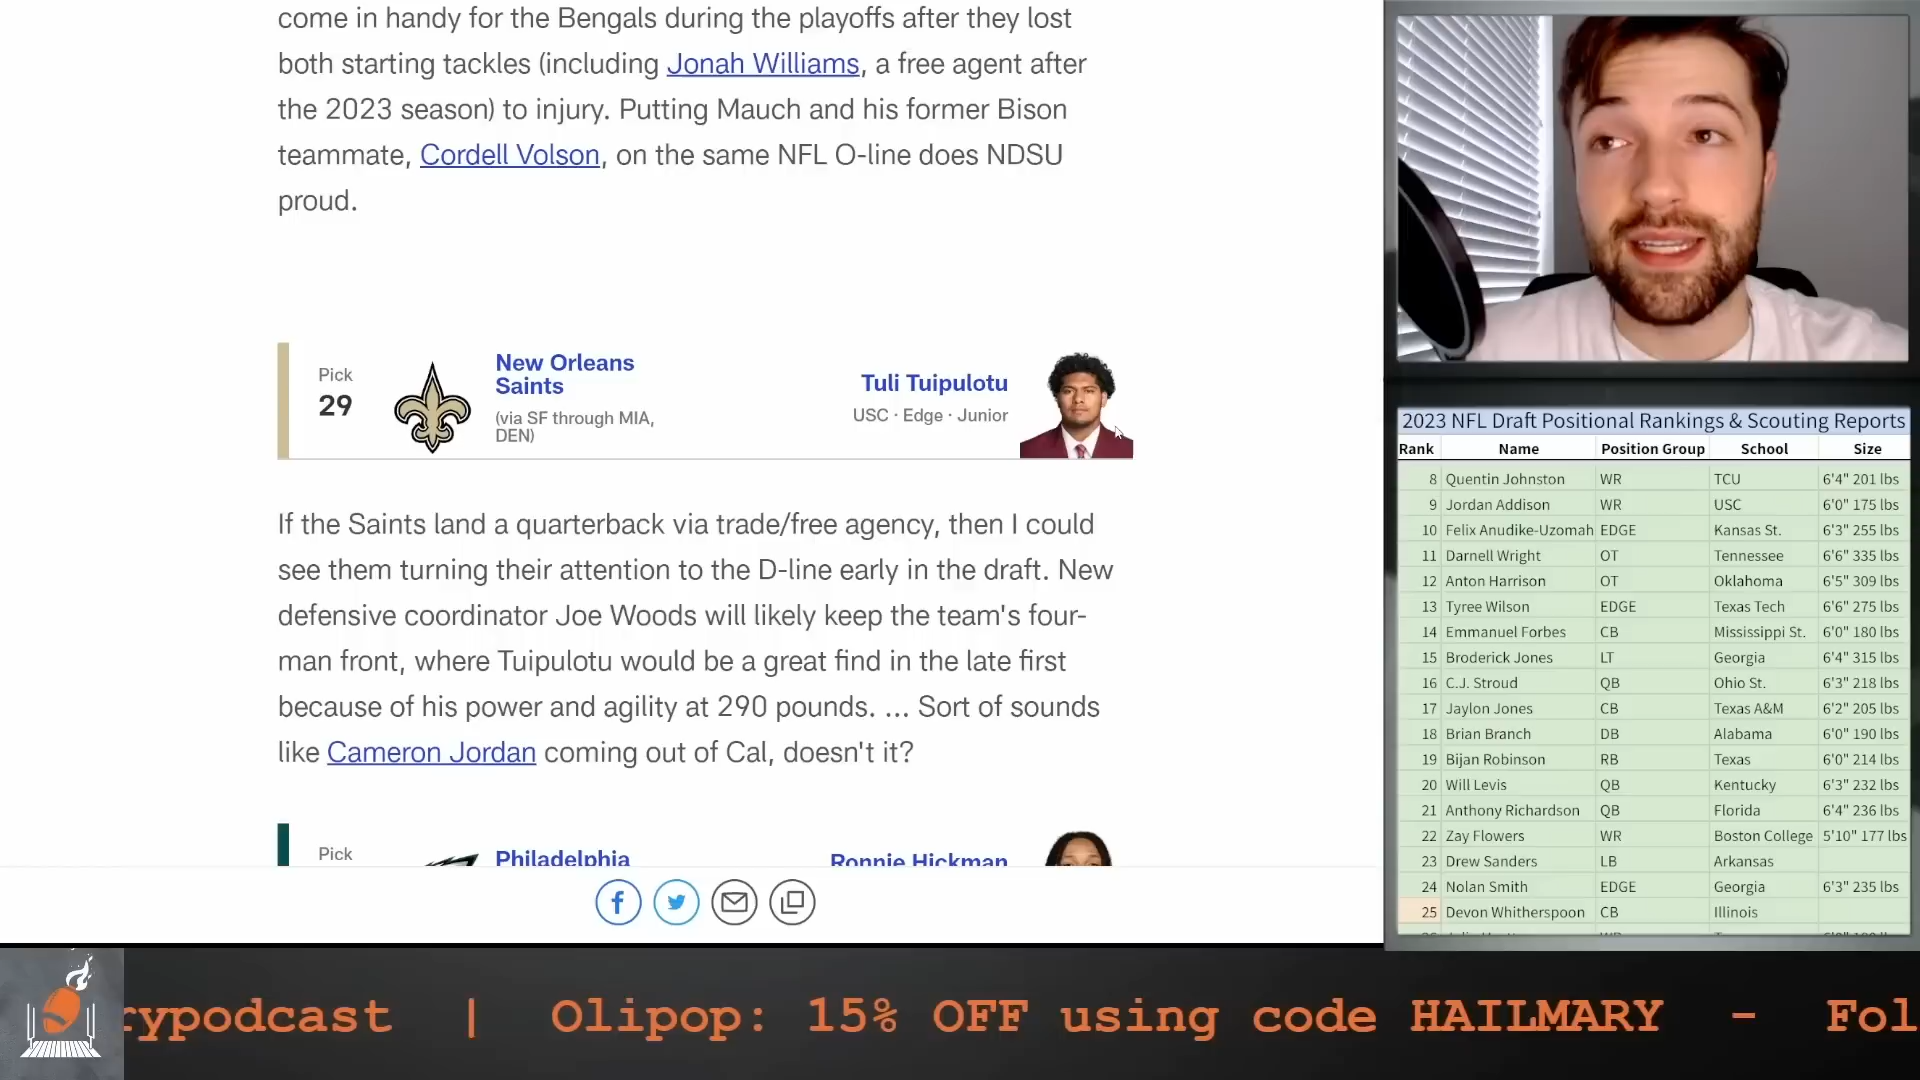 come in handy for the Bengals during the playoffs after they lost
both starting tackles (including Jonah Williams, a free agent after
the 2023 season) to injury. Putting Mauch and his former Bison
teammate, Cordell Volson, on the same NFL O-line does NDSU
proud.
Pick
29
New Orleans
Saints
(via SF through MIA,
DEN)
Tuli Tuipulotu
USC · Edge · Junior
If the Saints land a quarterback via trade/free agency, then I could
see them turning their attention to the D-line early in the draft. New
defensive coordinator Joe Woods will likely keep the team's four-
man front, where Tuipulotu would be a great find in the late first
because of his power and agility at 290 pounds. ... Sort of sounds
like Cameron Jordan coming out of Cal, doesn't it?
Pick
Philadelphia
Ronnie Hickman
2023 NFL Draft Positional Rankings & Scouting Reports
Rank Name Position Group School Size
8 Quentin Johnston WR TCU 6'4" 201 lbs
9 Jordan Addison WR USC 6'0" 175 lbs
10 Felix Anudike-Uzomah EDGE Kansas St. 6'3" 255 lbs
11 Darnell Wright OT Tennessee 6'6" 335 lbs
12 Anton Harrison OT Oklahoma 6'5" 309 lbs
13 Tyree Wilson EDGE Texas Tech 6'6" 275 lbs
14 Emmanuel Forbes CB Mississippi St. 6'0" 180 lbs
15 Broderick Jones LT Georgia 6'4" 315 lbs
16 C.J. Stroud QB Ohio St. 6'3" 218 lbs
17 Jaylon Jones CB Texas A&M 6'2" 205 lbs
18 Brian Branch DB Alabama 6'0" 190 lbs
19 Bijan Robinson RB Texas 6'0" 214 lbs
20 Will Levis QB Kentucky 6'3" 232 lbs
21 Anthony Richardson QB Florida 6'4" 236 lbs
22 Zay Flowers WR Boston College 5'10" 177 lbs
23 Drew Sanders LB Arkansas
24 Nolan Smith EDGE Georgia 6'3" 235 lbs
25 Devon Whitherspoon CB Illinois
rypodcast | Olipop: 15% OFF using code HAILMARY - Fol